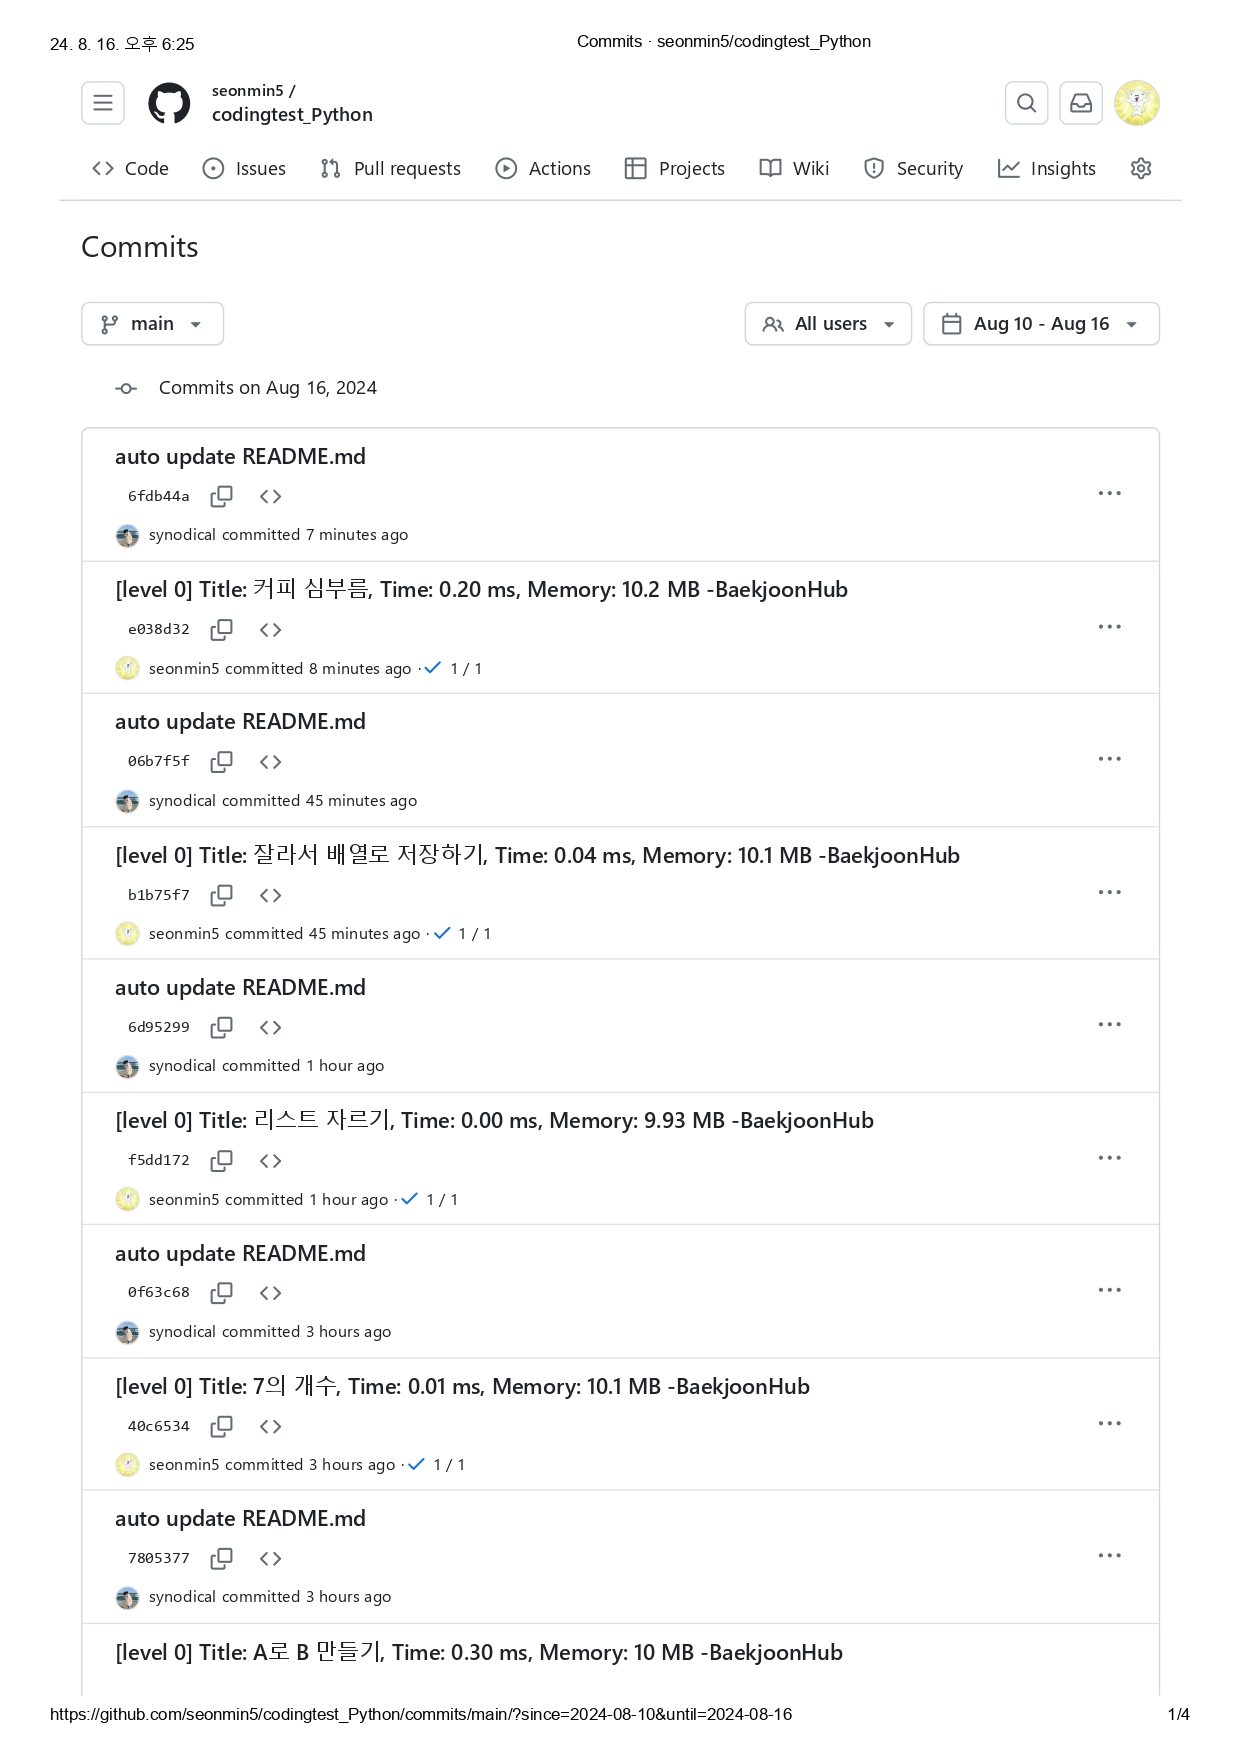 24. 8. 16. 오후 6:25
Commits · seonmin5/codingtest_Python
seonmin5 /
codingtest_Python
Code Issues Pull requests Actions Projects Wiki Security Insights
Commits
main All users Aug 10 - Aug 16
Commits on Aug 16, 2024
auto update README.md
6fdb44a
synodical committed 7 minutes ago
[level 0] Title: 커피 심부름, Time: 0.20 ms, Memory: 10.2 MB -BaekjoonHub
e038d32
seonmin5 committed 8 minutes ago · 1 / 1
auto update README.md
06b7f5f
synodical committed 45 minutes ago
[level 0] Title: 잘라서 배열로 저장하기, Time: 0.04 ms, Memory: 10.1 MB -BaekjoonHub
b1b75f7
seonmin5 committed 45 minutes ago · 1 / 1
auto update README.md
6d95299
synodical committed 1 hour ago
[level 0] Title: 리스트 자르기, Time: 0.00 ms, Memory: 9.93 MB -BaekjoonHub
f5dd172
seonmin5 committed 1 hour ago · 1 / 1
auto update README.md
0f63c68
synodical committed 3 hours ago
[level 0] Title: 7의 개수, Time: 0.01 ms, Memory: 10.1 MB -BaekjoonHub
40c6534
seonmin5 committed 3 hours ago · 1 / 1
auto update README.md
7805377
synodical committed 3 hours ago
[level 0] Title: A로 B 만들기, Time: 0.30 ms, Memory: 10 MB -BaekjoonHub
https://github.com/seonmin5/codingtest_Python/commits/main/?since=2024-08-10&until=2024-08-16
1/4